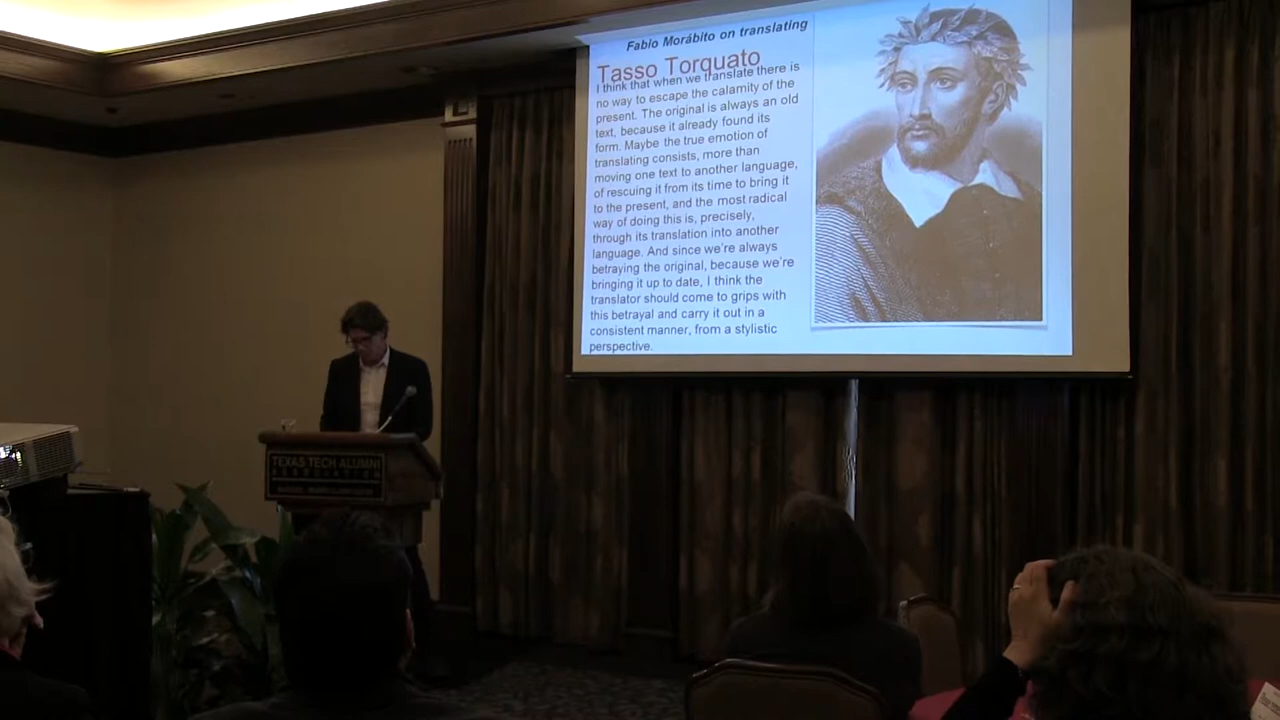 Fabio Morábito on translating
Tasso Torquato
I think that when we translate there is
no way to escape the calamity of the
present. The original is always an old
text, because it already found its
form. Maybe the true emotion of
translating consists, more than
moving one text to another language,
of rescuing it from its time to bring it
to the present, and the most radical
way of doing this is, precisely,
through its translation into another
language. And since we're always
betraying the original, because we're
bringing it up to date, I think the
translator should come to grips with
this betrayal and carry it out in a
consistent manner, from a stylistic
perspective.
TEXAS TECH ALUMNI
ASSOCIATION